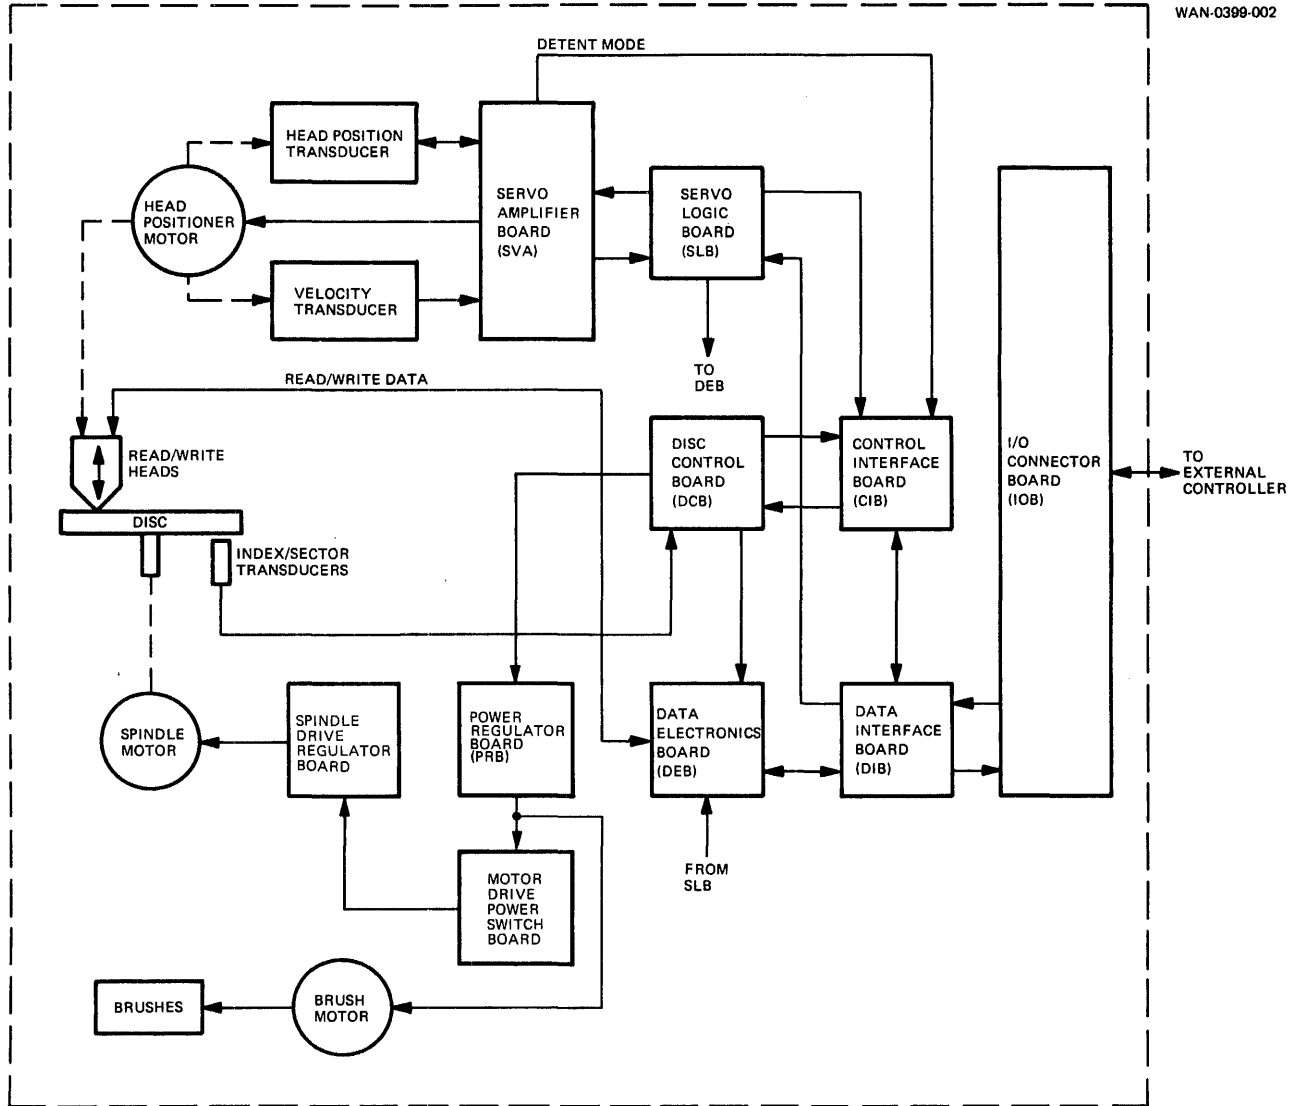 WAN-0399-002
DETENT MODE
HEAD POSITION
TRANSDUCER
HEAD
POSITIONER
MOTOR
SERVO
AMPLIFIER
BOARD
(SVA)
SERVO
LOGIC
BOARD
(SLB)
VELOCITY
TRANSDUCER
TO
DEB
READ/WRITE DATA
READ/WRITE
HEADS
DISC
CONTROL
BOARD
(DCB)
CONTROL
INTERFACE
BOARD
(CIB)
I/O
CONNECTOR
BOARD
(IOB)
TO
EXTERNAL
CONTROLLER
DISC
INDEX/SECTOR
TRANSDUCERS
SPINDLE
MOTOR
SPINDLE
DRIVE
REGULATOR
BOARD
POWER
REGULATOR
BOARD
(PRB)
DATA
ELECTRONICS
BOARD
(DEB)
DATA
INTERFACE
BOARD
(DIB)
FROM
SLB
MOTOR
DRIVE
POWER
SWITCH
BOARD
BRUSHES
BRUSH
MOTOR